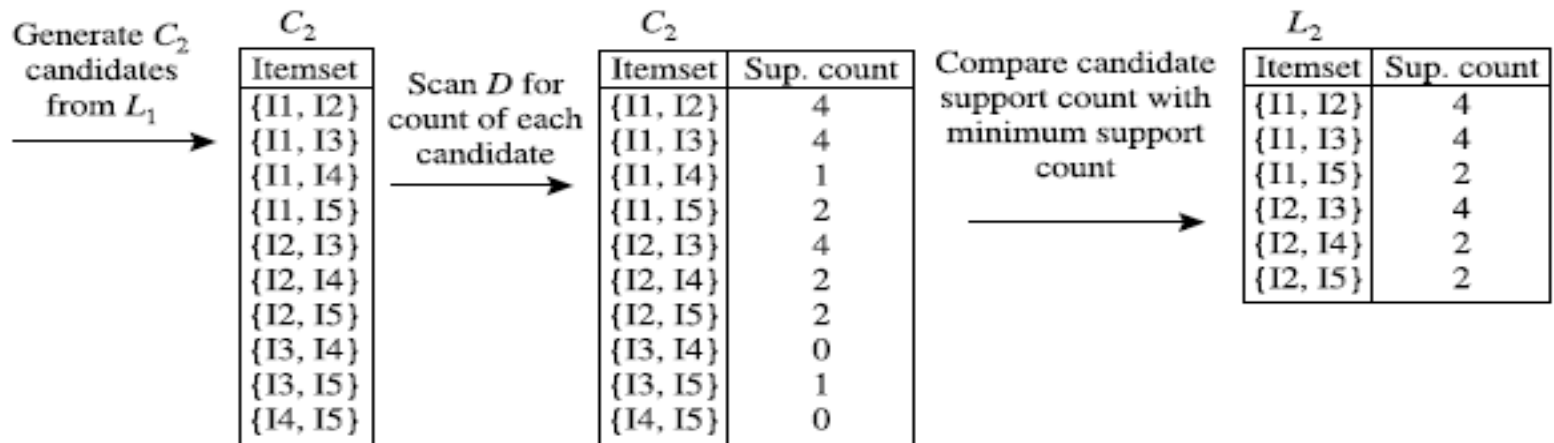 Generate C₂
candidates
from L₁
C₂
Itemset
{I1, I2}
{I1, I3}
{I1, I4}
{I1, I5}
{I2, I3}
{I2, I4}
{I2, I5}
{I3, I4}
{I3, I5}
{I4, I5}
Scan D for
count of each
candidate
C₂
Itemset Sup. count
{I1, I2} 4
{I1, I3} 4
{I1, I4} 1
{I1, I5} 2
{I2, I3} 4
{I2, I4} 2
{I2, I5} 2
{I3, I4} 0
{I3, I5} 1
{I4, I5} 0
Compare candidate
support count with
minimum support
count
L₂
Itemset Sup. count
{I1, I2} 4
{I1, I3} 4
{I1, I5} 2
{I2, I3} 4
{I2, I4} 2
{I2, I5} 2